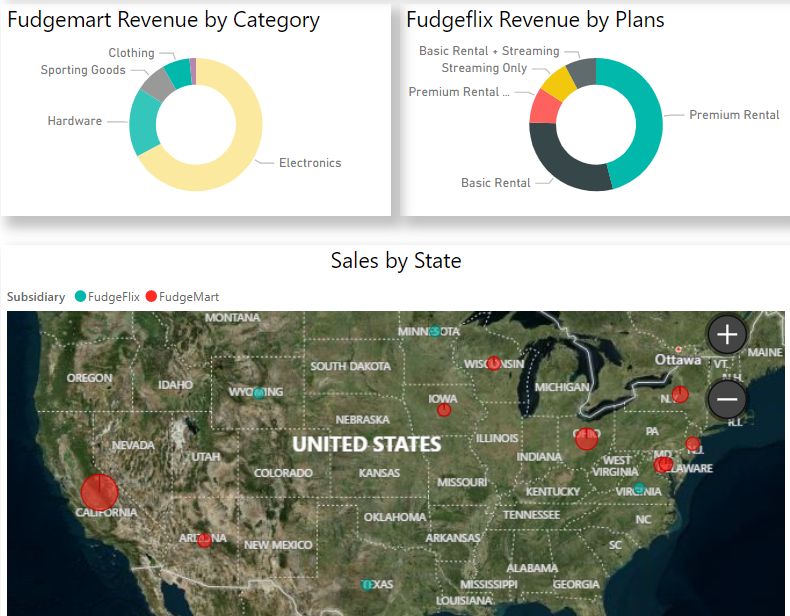 Fudgemart Revenue by Category
Clothing
Sporting Goods
Hardware
Electronics
Fudgeflix Revenue by Plans
Basic Rental + Streaming
Streaming Only
Premium Rental ...
Premium Rental
Basic Rental
Sales by State
Subsidiary FudgeFlix FudgeMart
MONTANA
MINNESOTA
OREGON
IDAHO
SOUTH DAKOTA
WISCONSIN
Ottawa
VT.
MAINE
WYOMING
IOWA
MICHIGAN
N.H.
NEBRASKA
R.I.
NEVADA
UTAH
UNITED STATES
ILLINOIS
INDIANA
OHIO
PA
N.J.
COLORADO
KANSAS
MISSOURI
WEST
VIRGINIA
MD.
DELAWARE
CALIFORNIA
KENTUCKY
VIRGINIA
ARIZONA
NEW MEXICO
OKLAHOMA
TENNESSEE
NC
ARKANSAS
SC
TEXAS
MISSISSIPPI
ALABAMA
GEORGIA
LOUISIANA